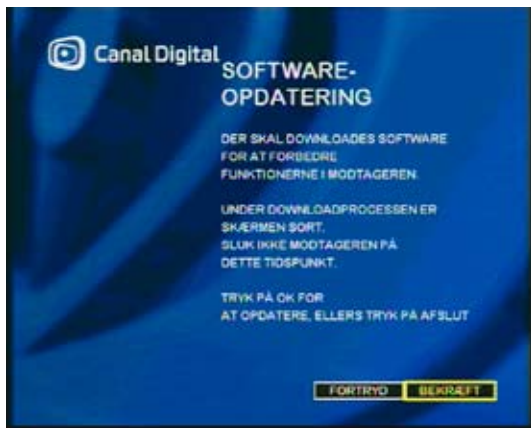 Canal Digital
SOFTWARE-
OPDATERING
DER SKAL DOWNLOADES SOFTWARE
FOR AT FORBEDRE
FUNKTIONERNE I MODTAGEREN.
UNDER DOWNLOADPROCESSEN ER
SKÆRMEN SORT.
SLUK IKKE MODTAGEREN PÅ
DETTE TIDSPUNKT.
TRYK PÅ OK FOR
AT OPDATERE, ELLERS TRYK PÅ AFSLUT
FORTRYD BEKRÆFT